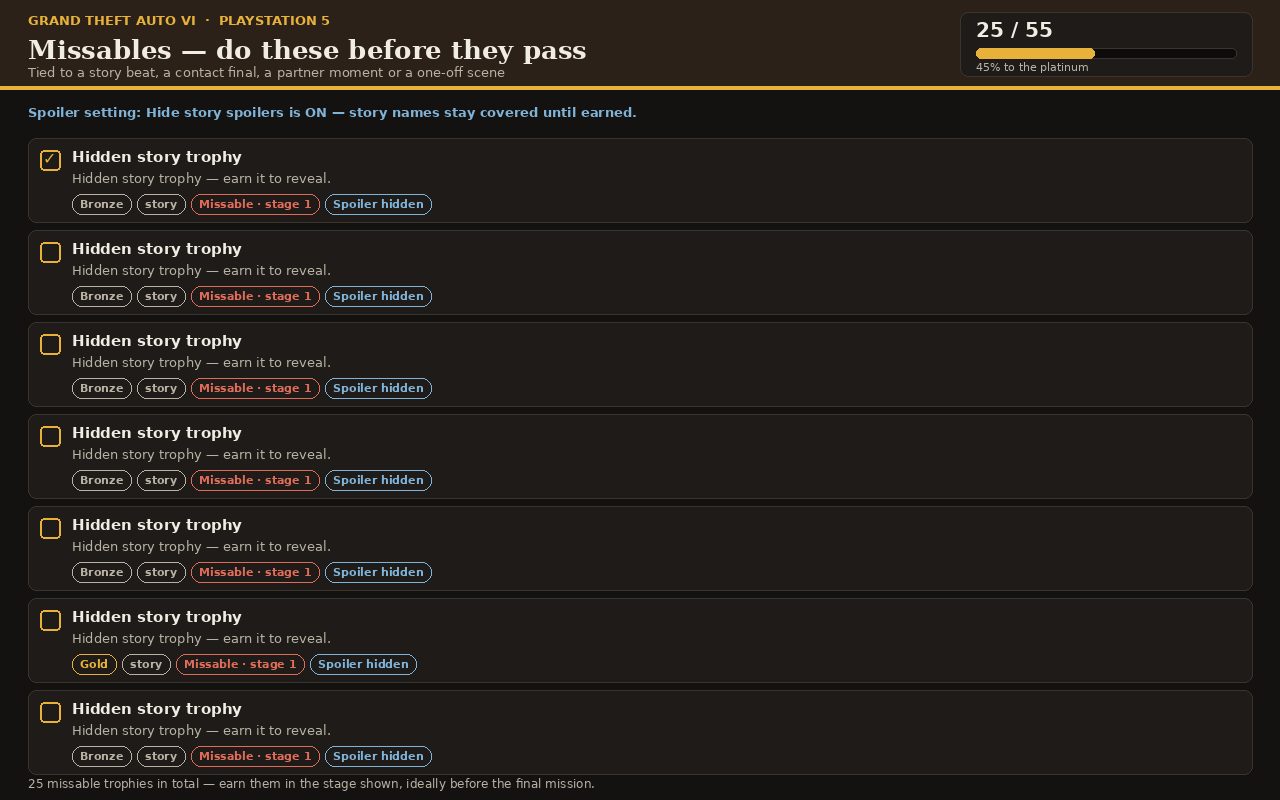 GRAND THEFT AUTO VI · PLAYSTATION 5
Missables — do these before they pass
Tied to a story beat, a contact final, a partner moment or a one-off scene
25 / 55
45% to the platinum
Spoiler setting: Hide story spoilers is ON — story names stay covered until earned.
✓ Hidden story trophy
Hidden story trophy — earn it to reveal.
Bronze story Missable · stage 1 Spoiler hidden
Hidden story trophy
Hidden story trophy — earn it to reveal.
Bronze story Missable · stage 1 Spoiler hidden
Hidden story trophy
Hidden story trophy — earn it to reveal.
Bronze story Missable · stage 1 Spoiler hidden
Hidden story trophy
Hidden story trophy — earn it to reveal.
Bronze story Missable · stage 1 Spoiler hidden
Hidden story trophy
Hidden story trophy — earn it to reveal.
Bronze story Missable · stage 1 Spoiler hidden
Hidden story trophy
Hidden story trophy — earn it to reveal.
Gold story Missable · stage 1 Spoiler hidden
Hidden story trophy
Hidden story trophy — earn it to reveal.
Bronze story Missable · stage 1 Spoiler hidden
25 missable trophies in total — earn them in the stage shown, ideally before the final mission.